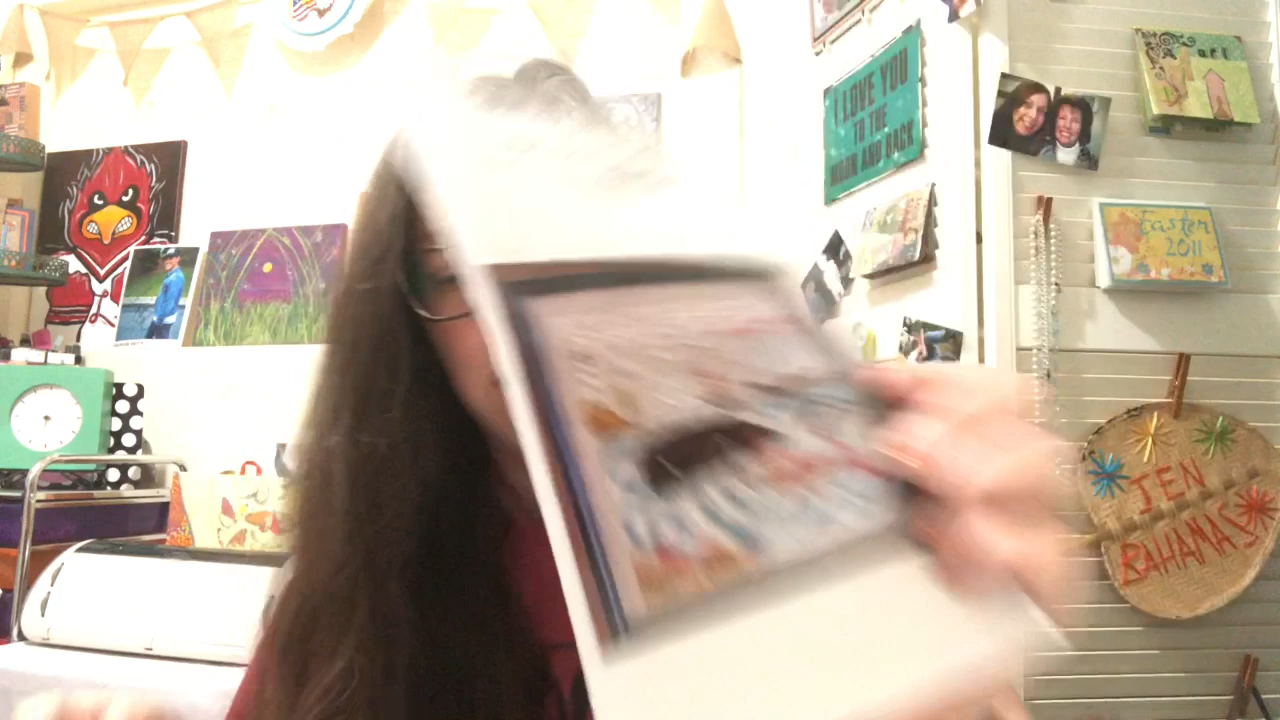 I LOVE YOU
TO THE
MOON AND BACK
art
Easter
2011
JEN
BAHAMAS